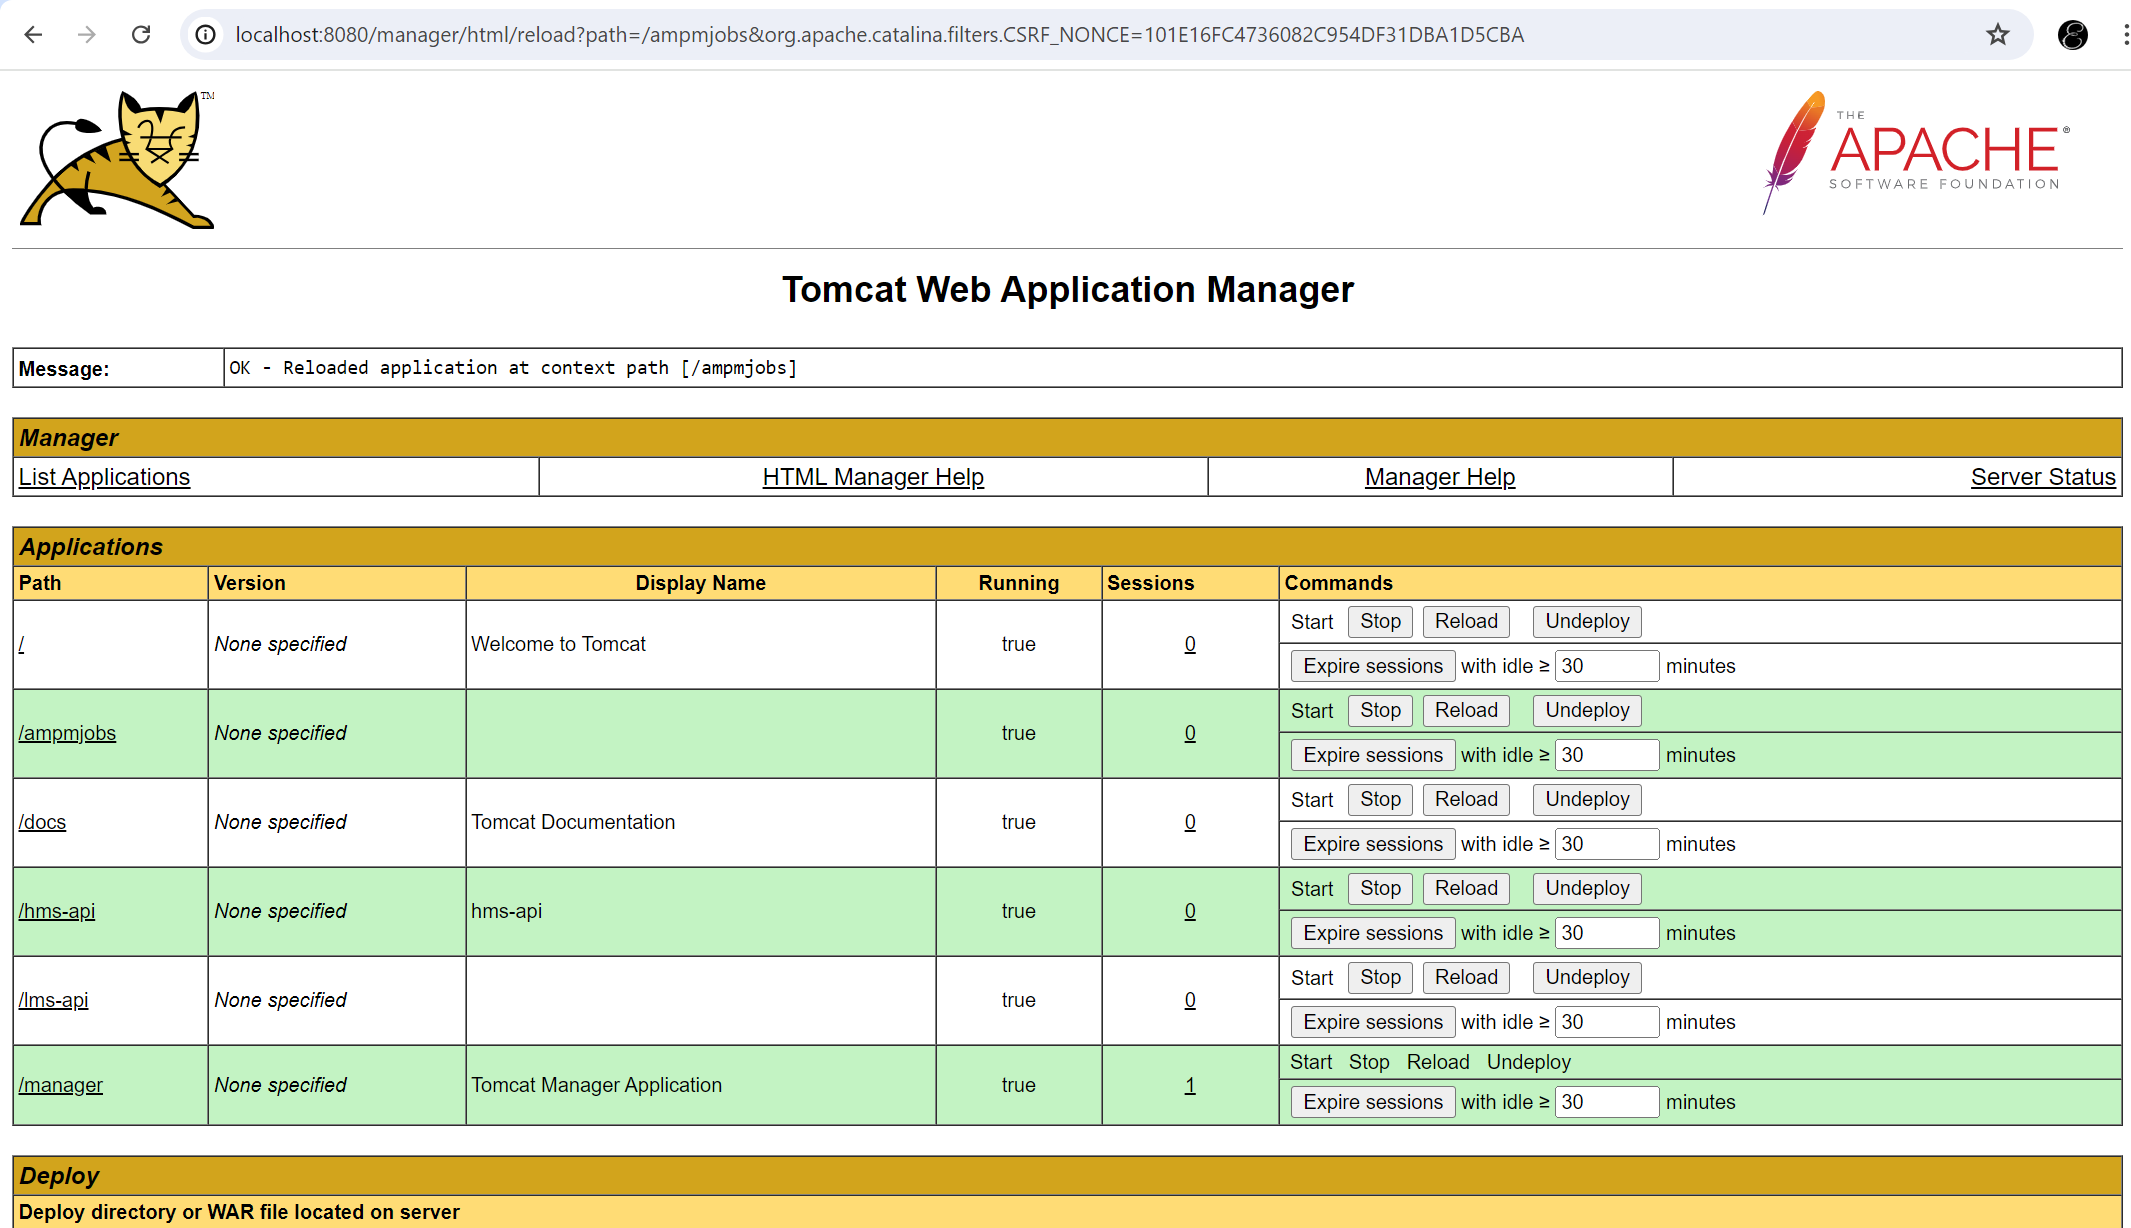 localhost:8080/manager/html/reload?path=/ampmjobs&org.apache.catalina.filters.CSRF_NONCE=101E16FC4736082C954DF31DBA1D5CBA
TM
THE
APACHE®
SOFTWARE FOUNDATION
Tomcat Web Application Manager
Message: OK - Reloaded application at context path [/ampmjobs]
Manager
List Applications HTML Manager Help Manager Help Server Status
Applications
Path Version Display Name Running Sessions Commands
/ None specified Welcome to Tomcat true 0 Start Stop Reload Undeploy
Expire sessions with idle ≥ 30 minutes
/ampmjobs None specified true 0 Start Stop Reload Undeploy
Expire sessions with idle ≥ 30 minutes
/docs None specified Tomcat Documentation true 0 Start Stop Reload Undeploy
Expire sessions with idle ≥ 30 minutes
/hms-api None specified hms-api true 0 Start Stop Reload Undeploy
Expire sessions with idle ≥ 30 minutes
/lms-api None specified true 0 Start Stop Reload Undeploy
Expire sessions with idle ≥ 30 minutes
/manager None specified Tomcat Manager Application true 1 Start Stop Reload Undeploy
Expire sessions with idle ≥ 30 minutes
Deploy
Deploy directory or WAR file located on server